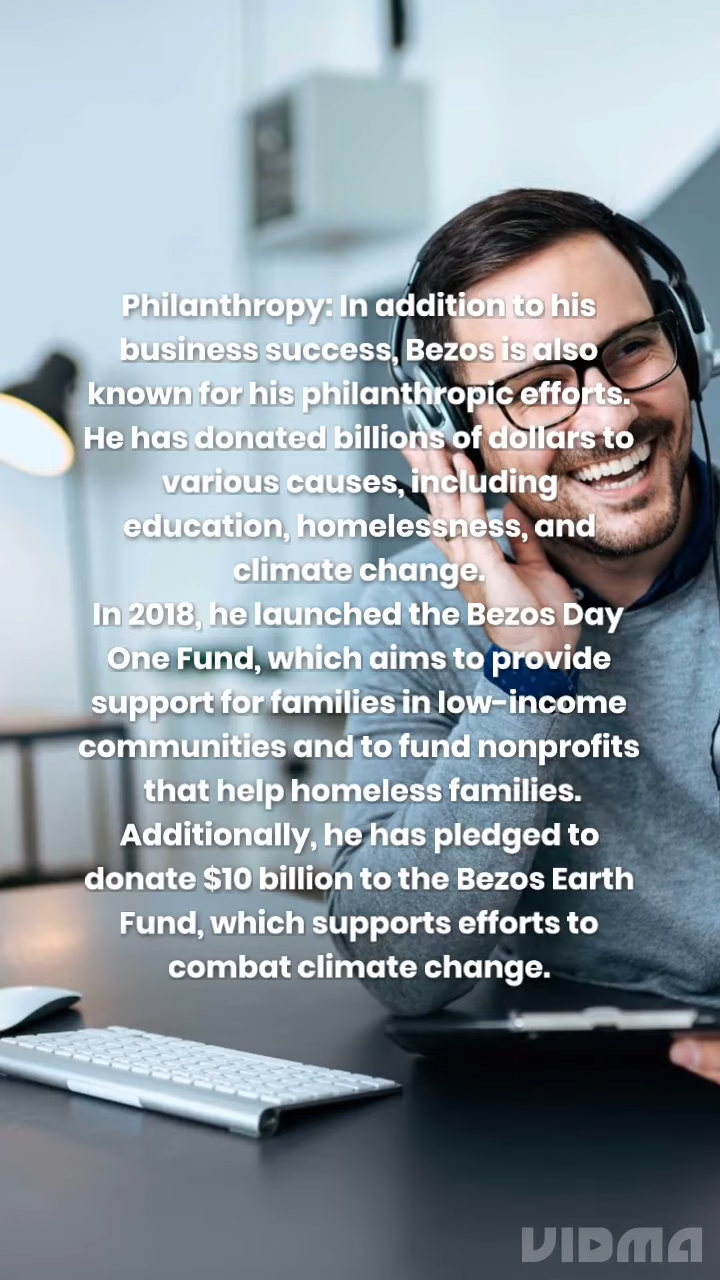 Philanthropy: In addition to his
business success, Bezos is also
known for his philanthropic efforts.
He has donated billions of dollars to
various causes, including
education, homelessness, and
climate change.
In 2018, he launched the Bezos Day
One Fund, which aims to provide
support for families in low-income
communities and to fund nonprofits
that help homeless families.
Additionally, he has pledged to
donate $10 billion to the Bezos Earth
Fund, which supports efforts to
combat climate change.
VIDMA